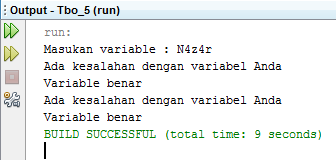 Output - Tbo_5 (run)
run:
Masukan variable : N4z4r
Ada kesalahan dengan variabel Anda
Variable benar
Ada kesalahan dengan variabel Anda
Variable benar
BUILD SUCCESSFUL (total time: 9 seconds)